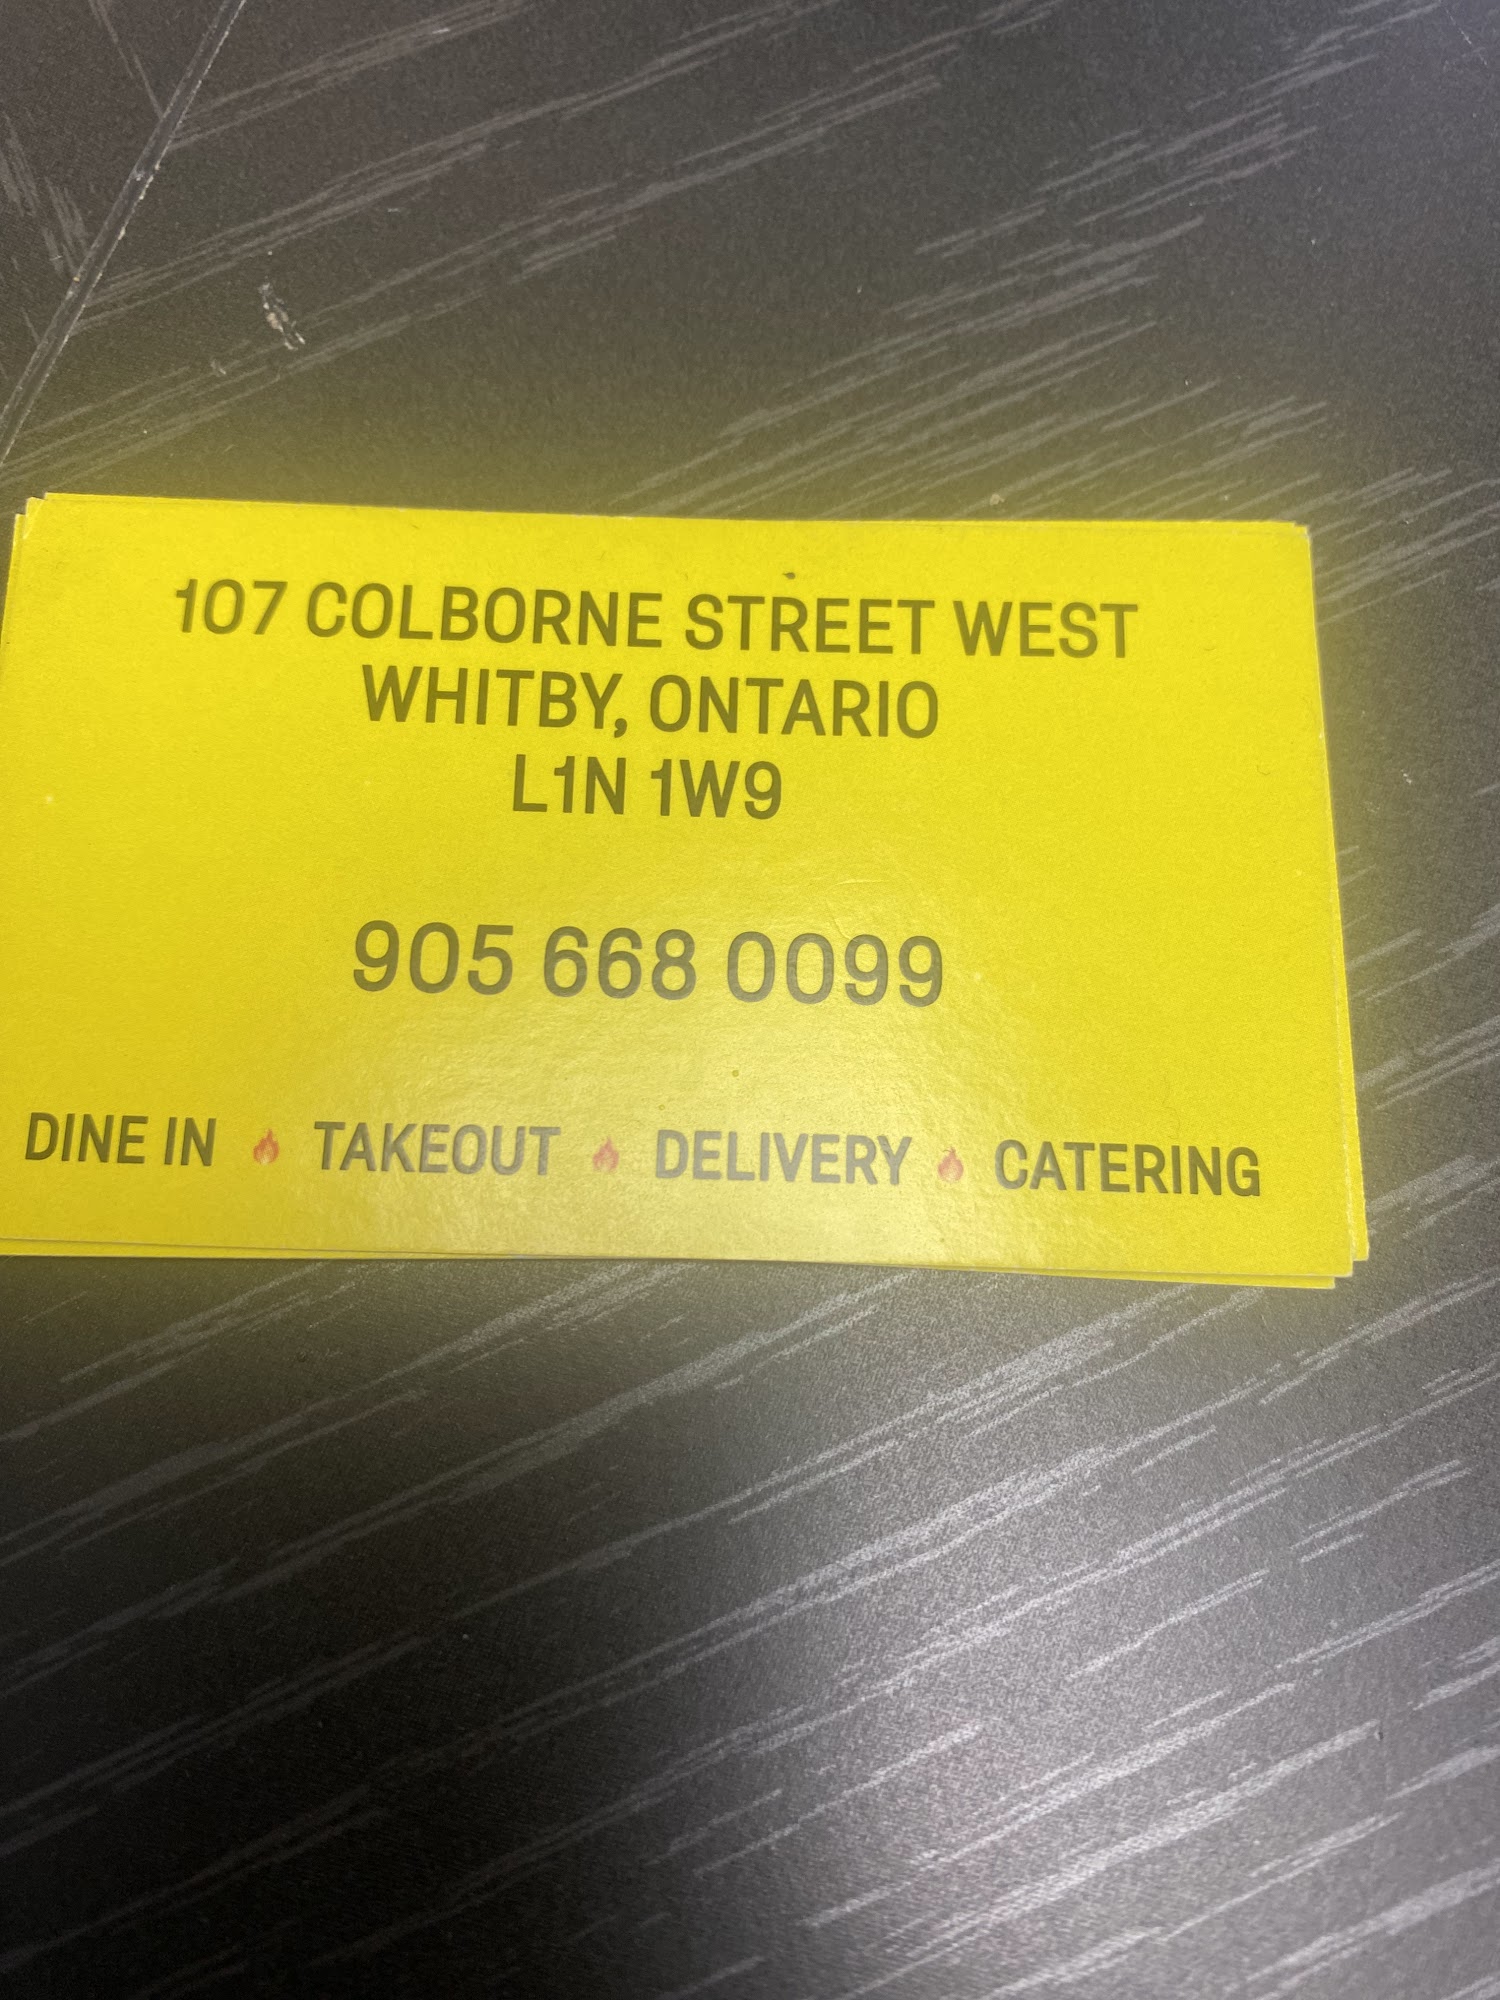 107 COLBORNE STREET WEST
WHITBY, ONTARIO
L1N 1W9
905 668 0099
DINE IN 🔥 TAKEOUT 🔥 DELIVERY 🔥 CATERING